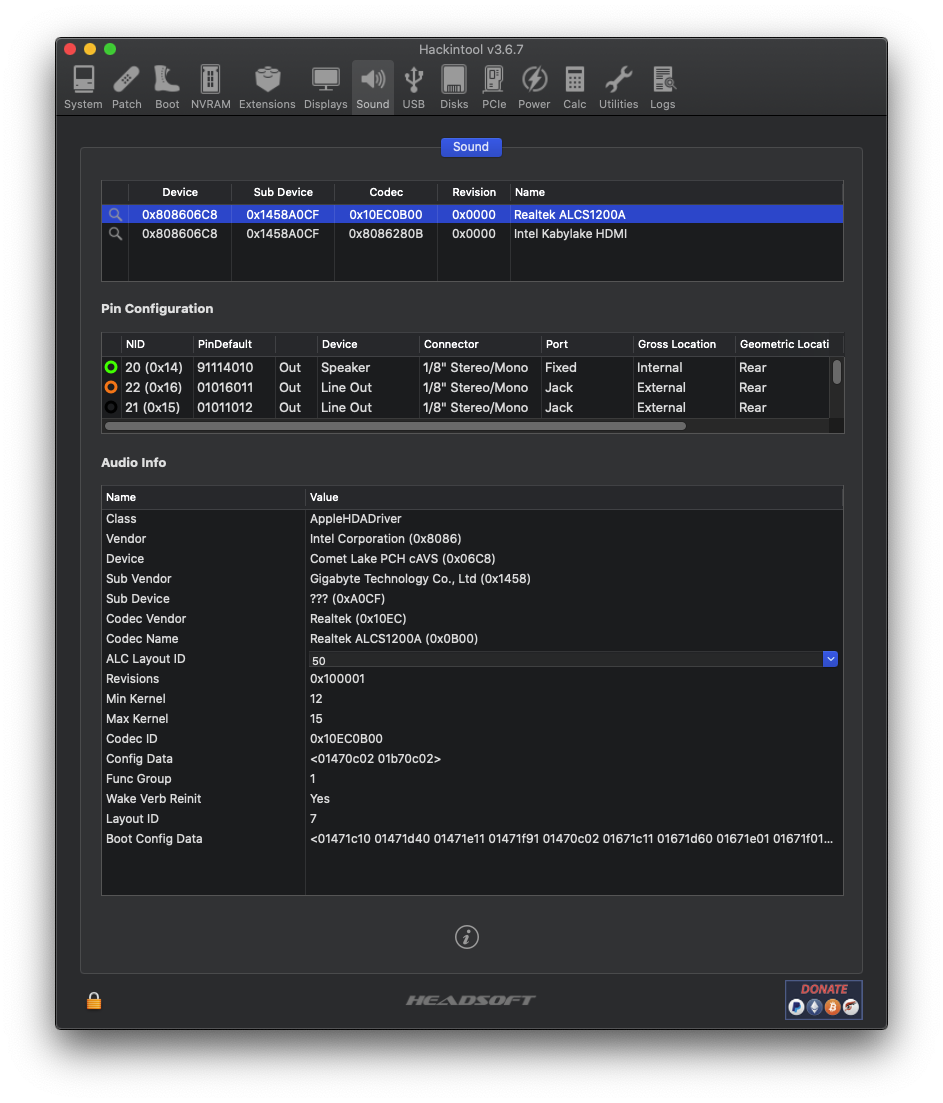 Hackintool v3.6.7
System Patch Boot NVRAM Extensions Displays Sound USB Disks PCIe Power Calc Utilities Logs
Sound
Device Sub Device Codec Revision Name
0x808606C8 0x1458A0CF 0x10EC0B00 0x0000 Realtek ALCS1200A
0x808606C8 0x1458A0CF 0x8086280B 0x0000 Intel Kabylake HDMI
Pin Configuration
NID PinDefault Device Connector Port Gross Location Geometric Locati
20 (0x14) 91114010 Out Speaker 1/8" Stereo/Mono Fixed Internal Rear
22 (0x16) 01016011 Out Line Out 1/8" Stereo/Mono Jack External Rear
21 (0x15) 01011012 Out Line Out 1/8" Stereo/Mono Jack External Rear
Audio Info
Name Value
Class AppleHDADriver
Vendor Intel Corporation (0x8086)
Device Comet Lake PCH cAVS (0x06C8)
Sub Vendor Gigabyte Technology Co., Ltd (0x1458)
Sub Device ??? (0xA0CF)
Codec Vendor Realtek (0x10EC)
Codec Name Realtek ALCS1200A (0x0B00)
ALC Layout ID 50
Revisions 0x100001
Min Kernel 12
Max Kernel 15
Codec ID 0x10EC0B00
Config Data <01470c02 01b70c02>
Func Group 1
Wake Verb Reinit Yes
Layout ID 7
Boot Config Data <01471c10 01471d40 01471e11 01471f91 01470c02 01671c11 01671d60 01671e01 01671f01...
HEADSOFT
DONATE